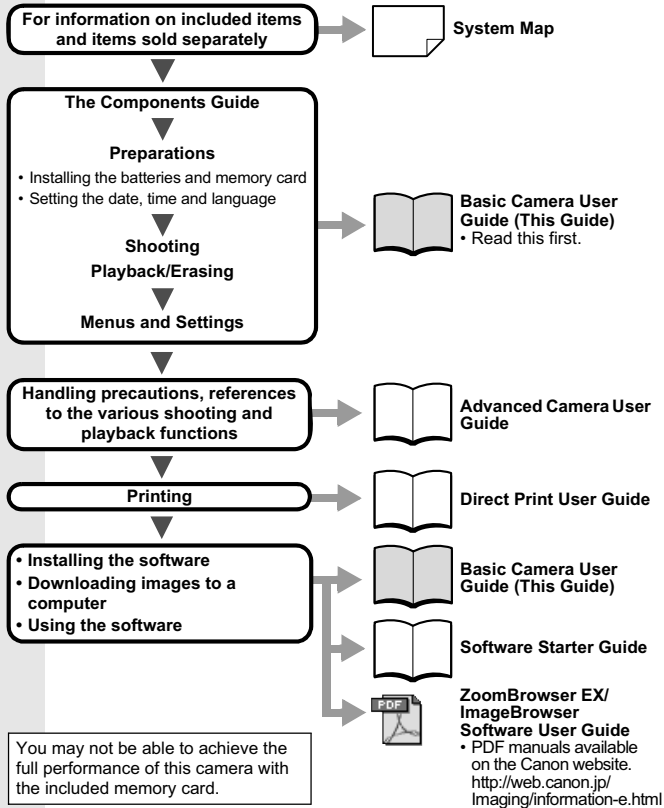 For information on included items
and items sold separately
System Map
The Components Guide
Preparations
• Installing the batteries and memory card
• Setting the date, time and language
Shooting
Playback/Erasing
Menus and Settings
Basic Camera User
Guide (This Guide)
• Read this first.
Handling precautions, references
to the various shooting and
playback functions
Advanced Camera User
Guide
Printing
Direct Print User Guide
• Installing the software
• Downloading images to a
computer
• Using the software
Basic Camera User
Guide (This Guide)
Software Starter Guide
PDF
ZoomBrowser EX/
ImageBrowser
Software User Guide
• PDF manuals available
on the Canon website.
http://web.canon.jp/
Imaging/information-e.html
You may not be able to achieve the
full performance of this camera with
the included memory card.